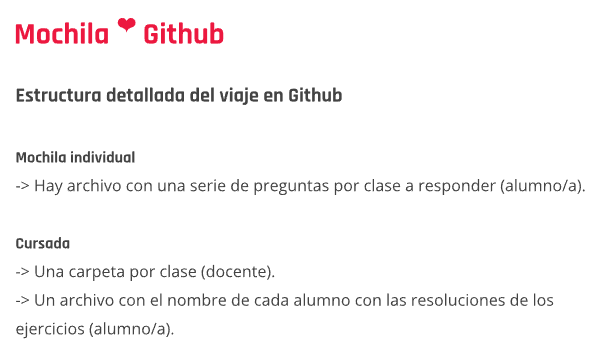 Mochila ❤ Github
Estructura detallada del viaje en Github
Mochila individual
-> Hay archivo con una serie de preguntas por clase a responder (alumno/a).
Cursada
-> Una carpeta por clase (docente).
-> Un archivo con el nombre de cada alumno con las resoluciones de los
ejercicios (alumno/a).